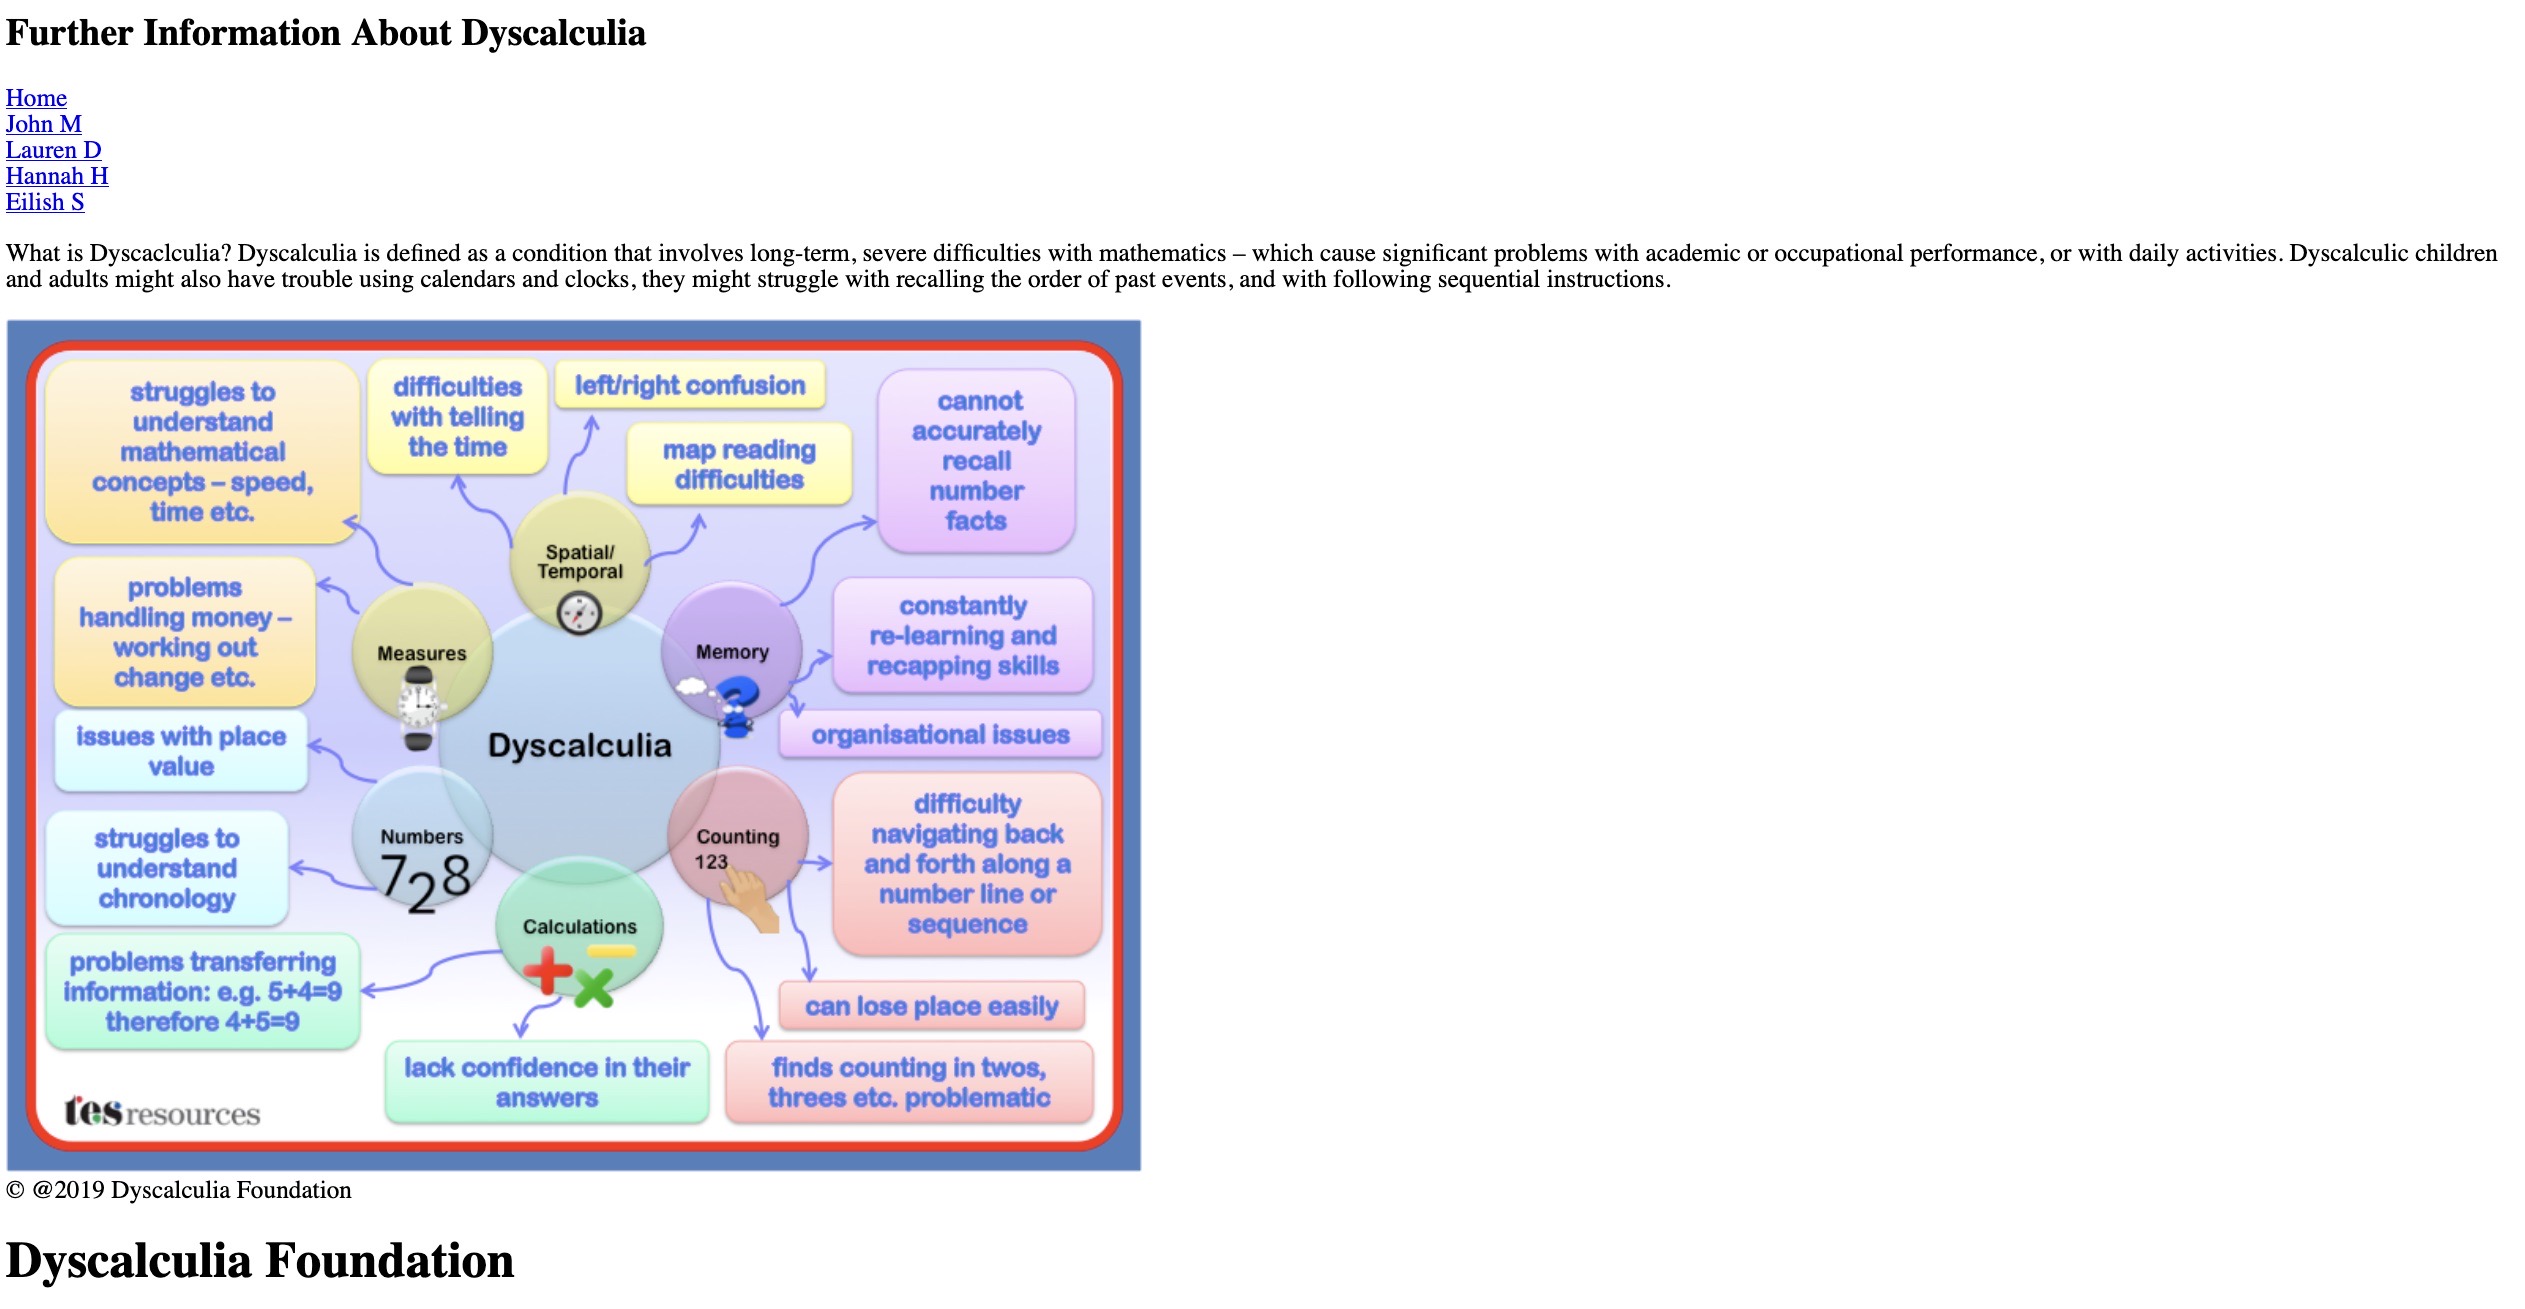 Further Information About Dyscalculia
Home
John M
Lauren D
Hannah H
Eilish S
What is Dyscaclculia? Dyscalculia is defined as a condition that involves long-term, severe difficulties with mathematics – which cause significant problems with academic or occupational performance, or with daily activities. Dyscalculic children
and adults might also have trouble using calendars and clocks, they might struggle with recalling the order of past events, and with following sequential instructions.
struggles to
understand
mathematical
concepts – speed,
time etc.
difficulties
with telling
the time
left/right confusion
map reading
difficulties
cannot
accurately
recall
number
facts
Spatial/
Temporal
problems
handling money –
working out
change etc.
Measures
Memory
constantly
re-learning and
recapping skills
organisational issues
issues with place
value
Dyscalculia
struggles to
understand
chronology
Numbers
728
Counting
123
difficulty
navigating back
and forth along a
number line or
sequence
Calculations
problems transferring
information: e.g. 5+4=9
therefore 4+5=9
can lose place easily
lack confidence in their
answers
finds counting in twos,
threes etc. problematic
tes resources
© @2019 Dyscalculia Foundation
Dyscalculia Foundation